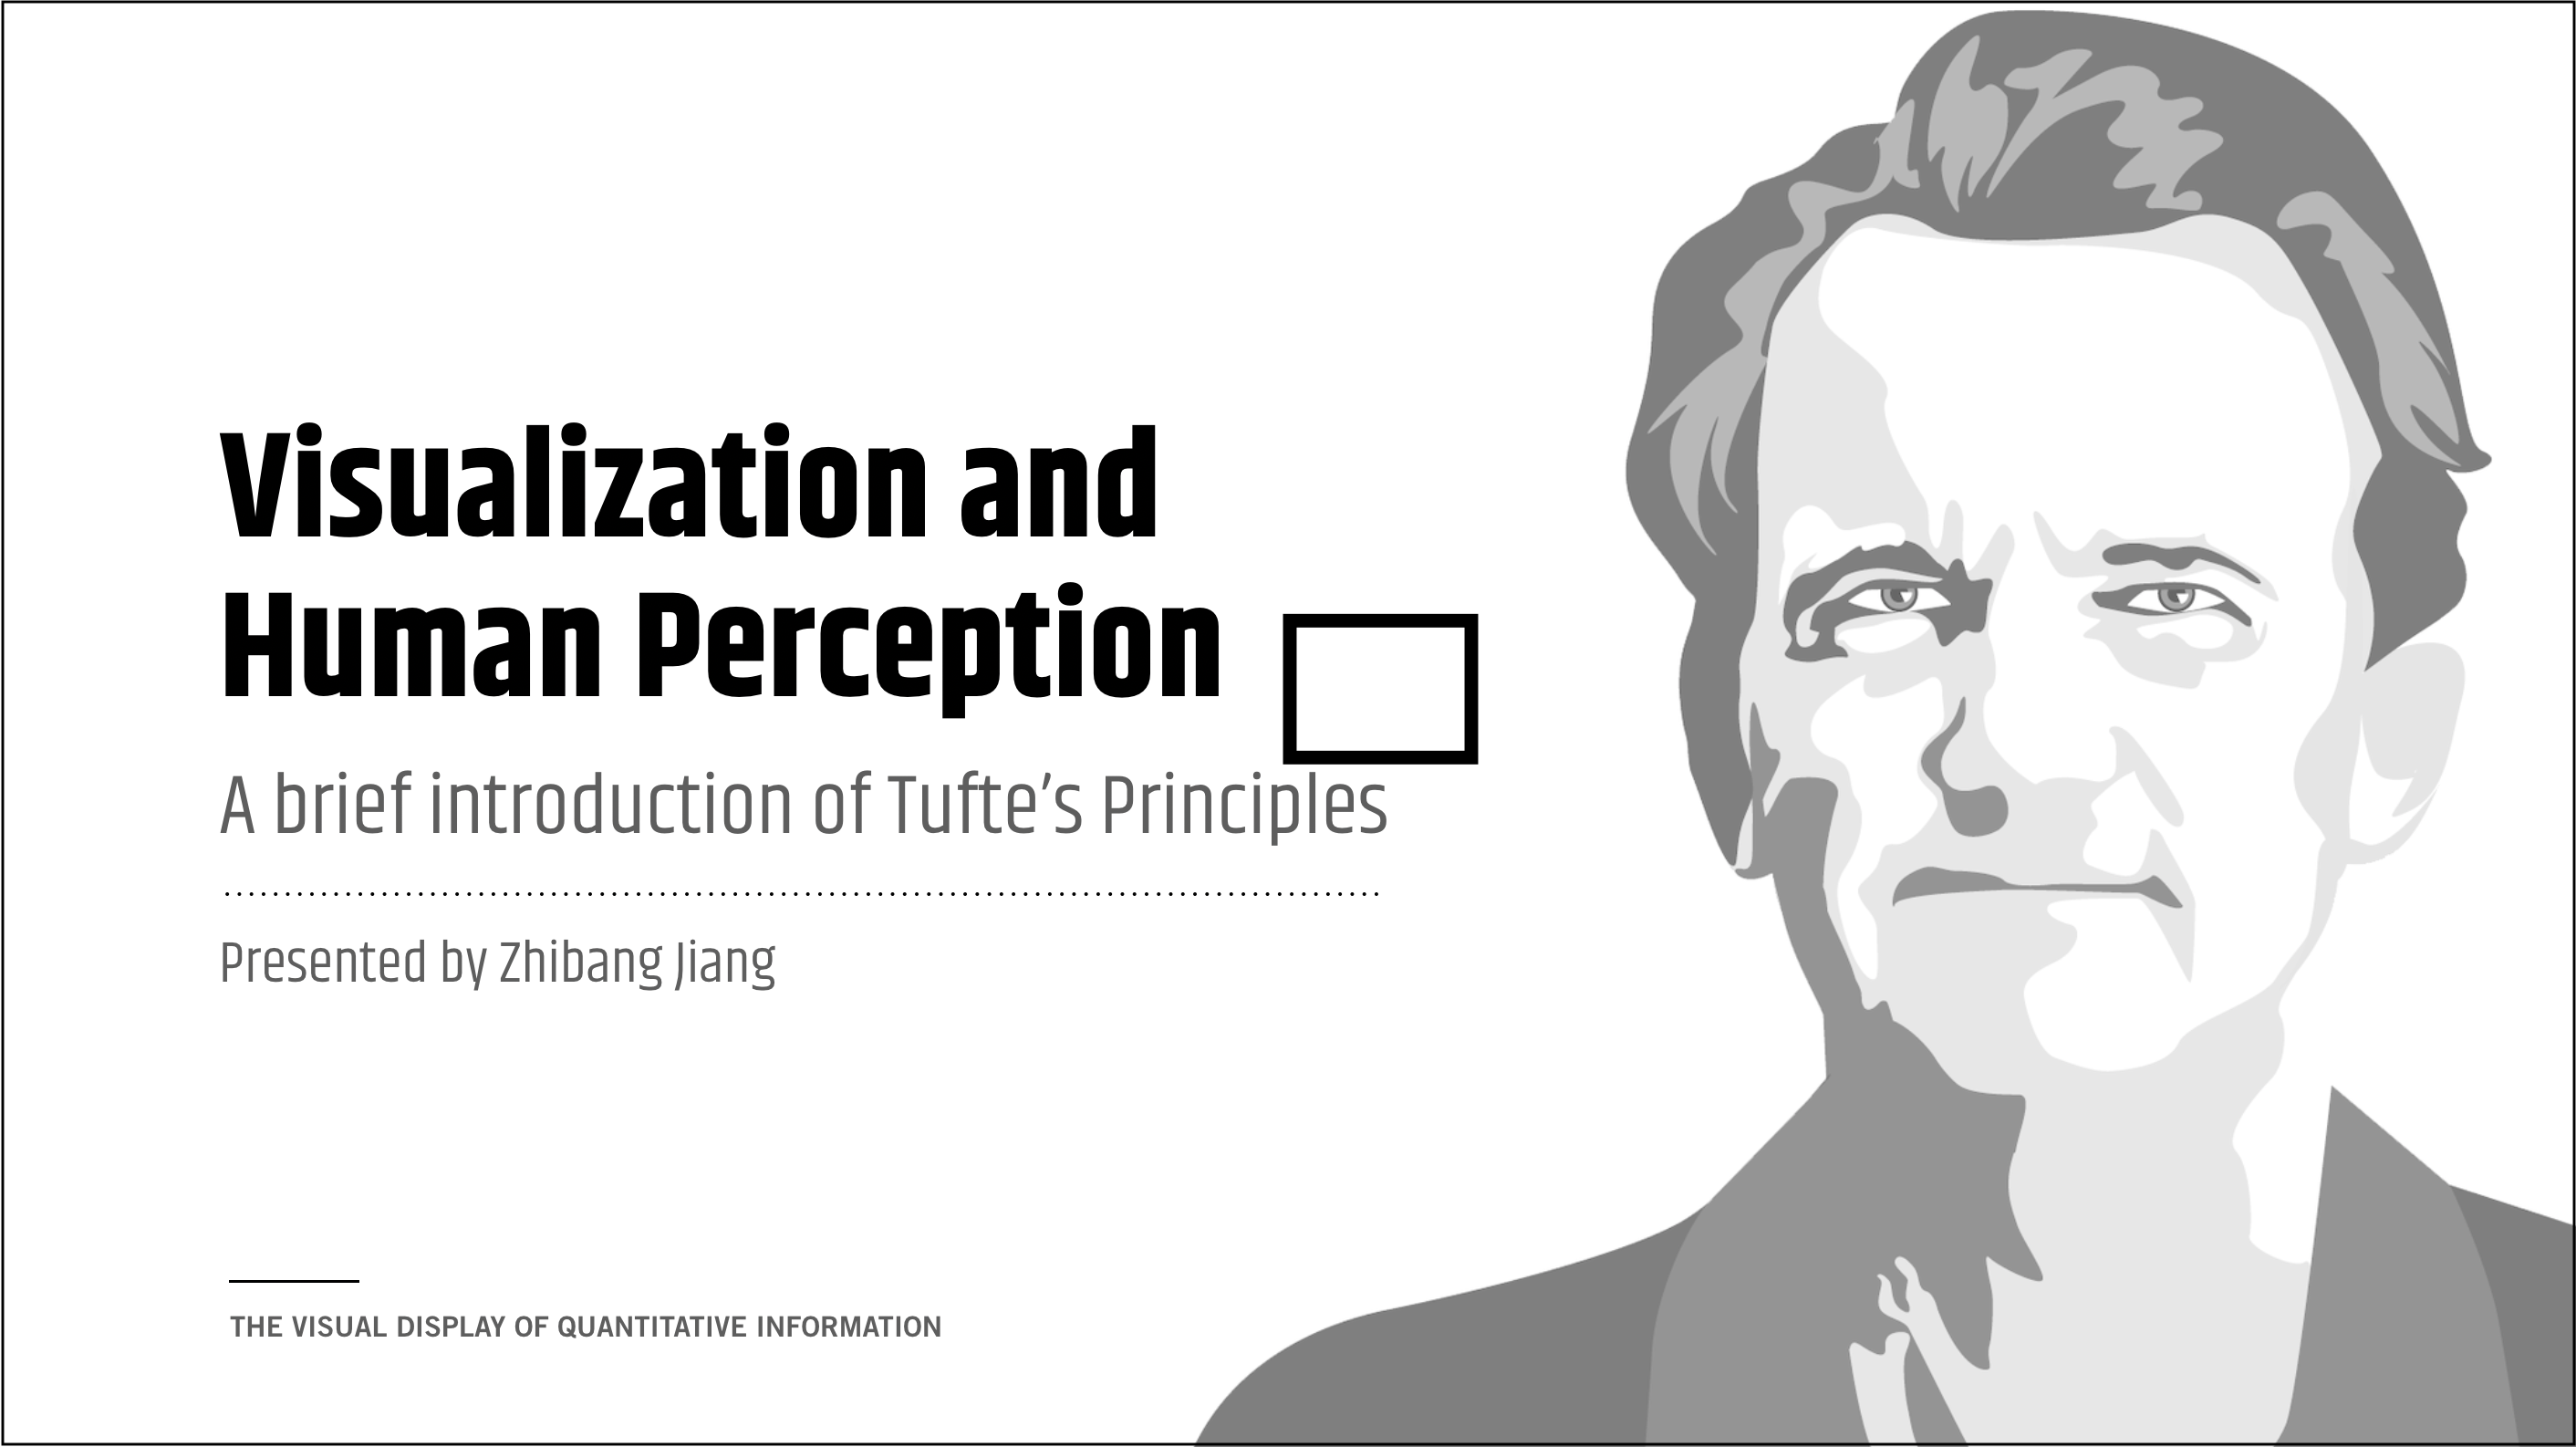 Visualization and
Human Perception
A brief introduction of Tufte’s Principles
Presented by Zhibang Jiang
THE VISUAL DISPLAY OF QUANTITATIVE INFORMATION